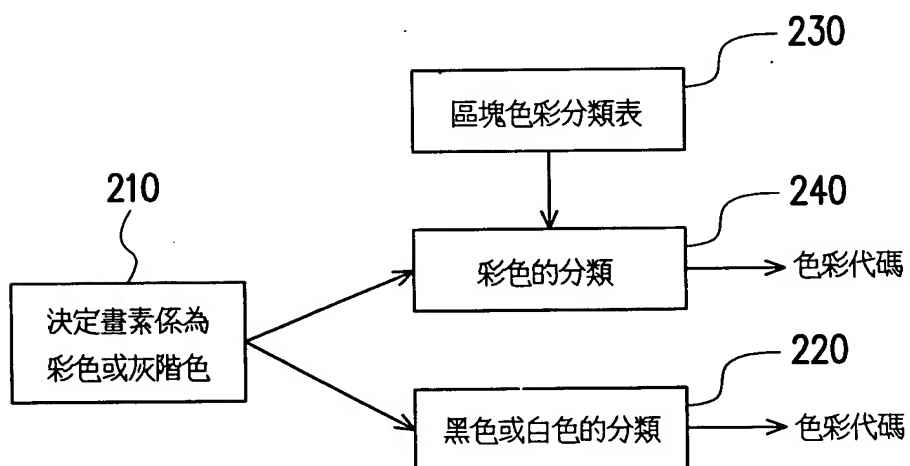 230
區塊色彩分類表
210
240
彩色的分類
色彩代碼
決定畫素係為
彩色或灰階色
220
黑色或白色的分類
色彩代碼